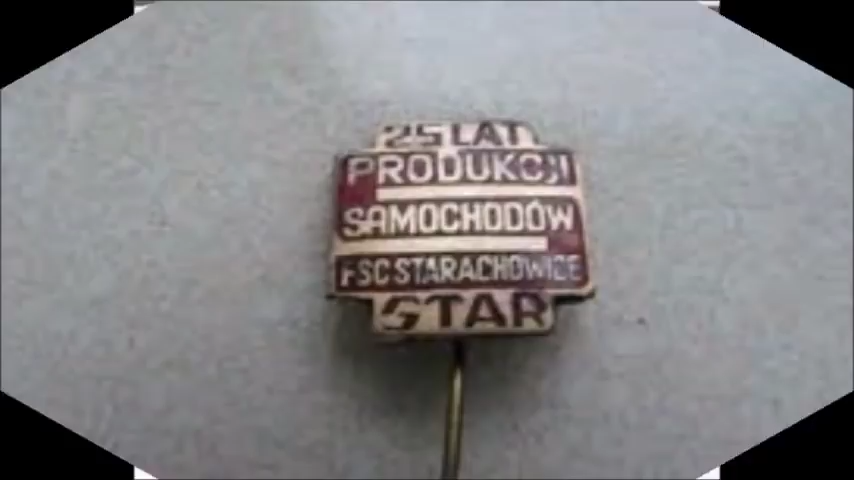 25 LAT
PRODUKCJI
SAMOCHODÓW
FSC STARACHOWICE
STAR